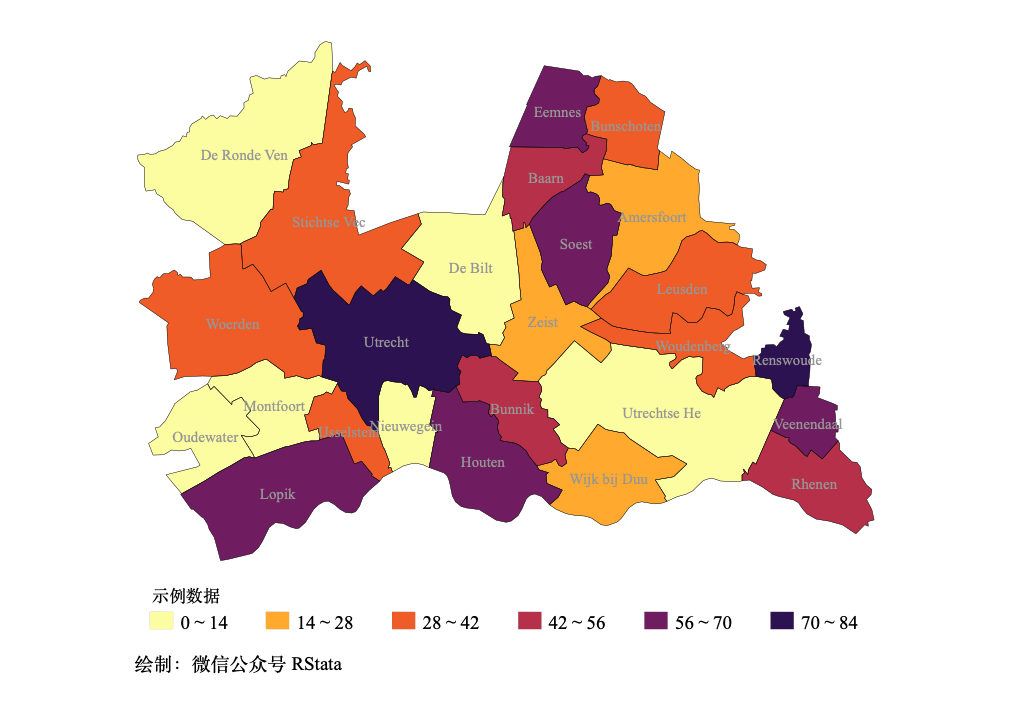 Eemnes
Bunschoten
De Ronde Ven
Baarn
Amersfoort
Stichtse Vec
Soest
De Bilt
Leusden
Zeist
Woerden
Utrecht
Woudenberg
Renswoude
Montfoort
Bunnik
Utrechtse He
Nieuwegein
Veenendaal
IJsselstein
Oudewater
Houten
Wijk bij Duu
Rhenen
Lopik
示例数据
0 ~ 14 14 ~ 28 28 ~ 42 42 ~ 56 56 ~ 70 70 ~ 84
绘制：微信公众号 RStata